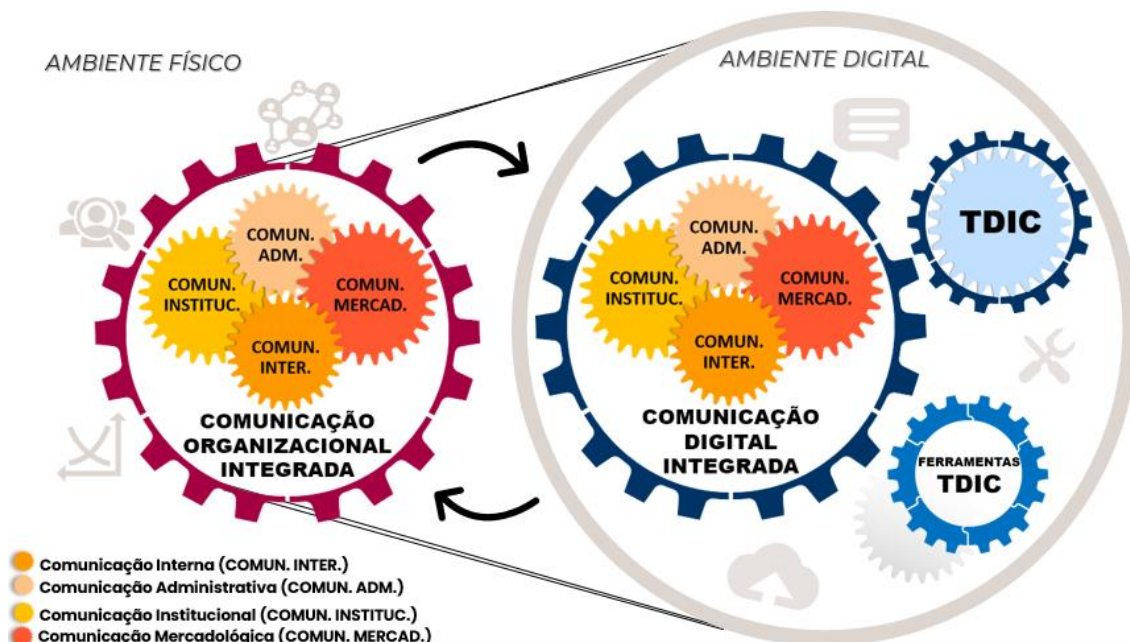 AMBIENTE FÍSICO
AMBIENTE DIGITAL
COMUN.
ADM.
COMUN.
INSTITUC.
COMUN.
MERCAD.
COMUN.
INTER.
COMUNICAÇÃO
ORGANIZACIONAL
INTEGRADA
COMUN.
ADM.
COMUN.
INSTITUC.
COMUN.
MERCAD.
COMUN.
INTER.
COMUNICAÇÃO
DIGITAL
INTEGRADA
TDIC
FERRAMENTAS
TDIC
Comunicação Interna (COMUN. INTER.)
Comunicação Administrativa (COMUN. ADM.)
Comunicação Institucional (COMUN. INSTITUC.)
Comunicação Mercadológica (COMUN. MERCAD.)